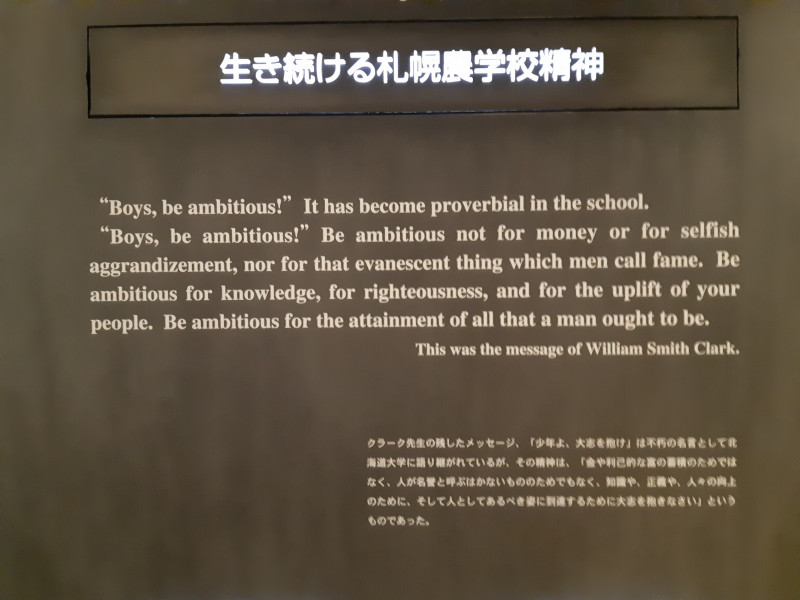 生き続ける札幌農学校精神
“Boys, be ambitious!” It has become proverbial in the school.
“Boys, be ambitious!” Be ambitious not for money or for selfish
aggrandizement, nor for that evanescent thing which men call fame. Be
ambitious for knowledge, for righteousness, and for the uplift of your
people. Be ambitious for the attainment of all that a man ought to be.
This was the message of William Smith Clark.
クラーク先生の残したメッセージ、「少年よ、大志を抱け」は不朽の名言として北
海道大学に語り継がれているが、その精神は、「金や利己的な富の蓄積のためでは
なく、人が名誉と呼ぶはかないもののためでもなく、知識や、正義や、人々の向上
のために、そして人としてあるべき姿に到達するために大志を抱きなさい」という
ものであった。